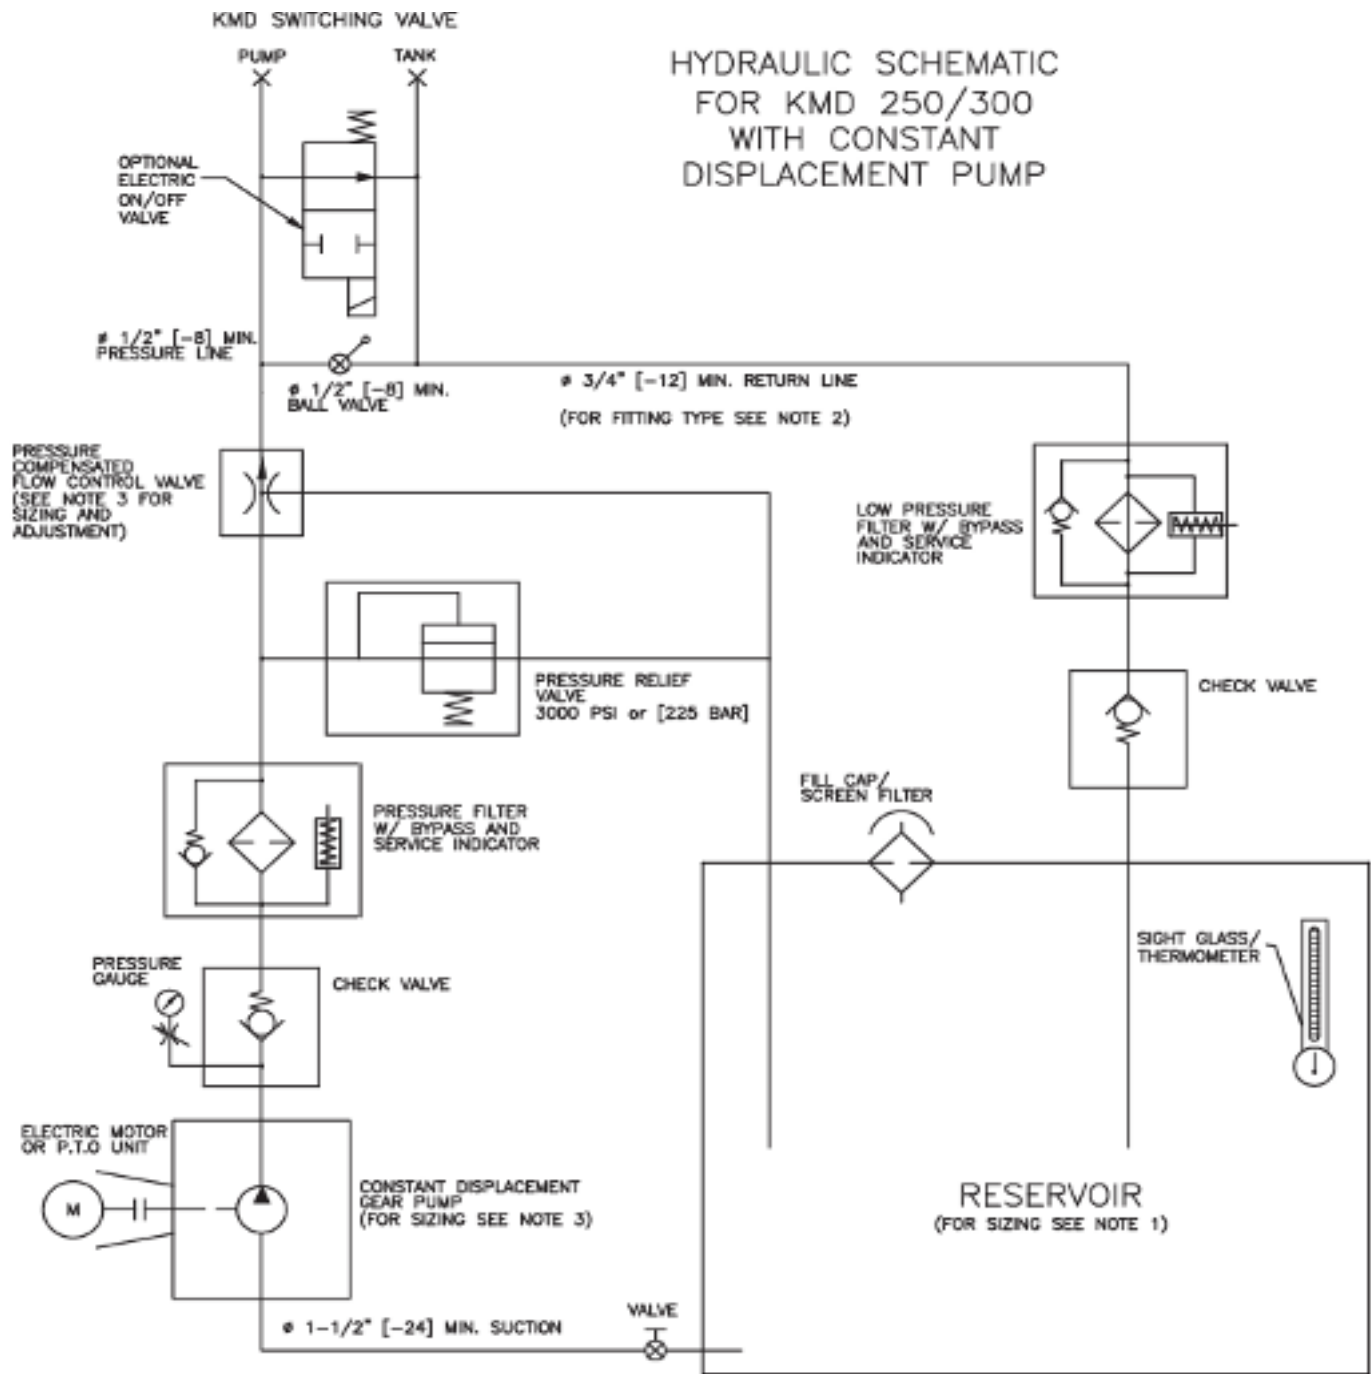 KMD SWITCHING VALVE
PUMP
TANK
HYDRAULIC SCHEMATIC
FOR KMD 250/300
WITH CONSTANT
DISPLACEMENT PUMP
OPTIONAL
ELECTRIC
ON/OFF
VALVE
ø 1/2" [-8] MIN.
PRESSURE LINE
ø 1/2" [-8] MIN.
BALL VALVE
ø 3/4" [-12] MIN. RETURN LINE
(FOR FITTING TYPE SEE NOTE 2)
PRESSURE
COMPENSATED
FLOW CONTROL VALVE
(SEE NOTE 3 FOR
SIZING AND
ADJUSTMENT)
LOW PRESSURE
FILTER W/ BYPASS
AND SERVICE
INDICATOR
PRESSURE RELIEF
VALVE
3000 PSI or [225 BAR]
CHECK VALVE
FILL CAP/
SCREEN FILTER
PRESSURE FILTER
W/ BYPASS AND
SERVICE INDICATOR
SIGHT GLASS/
THERMOMETER
PRESSURE
GAUGE
CHECK VALVE
ELECTRIC MOTOR
OR P.T.O UNIT
M
CONSTANT DISPLACEMENT
GEAR PUMP
(FOR SIZING SEE NOTE 3)
RESERVOIR
(FOR SIZING SEE NOTE 1)
ø 1-1/2" [-24] MIN. SUCTION
VALVE